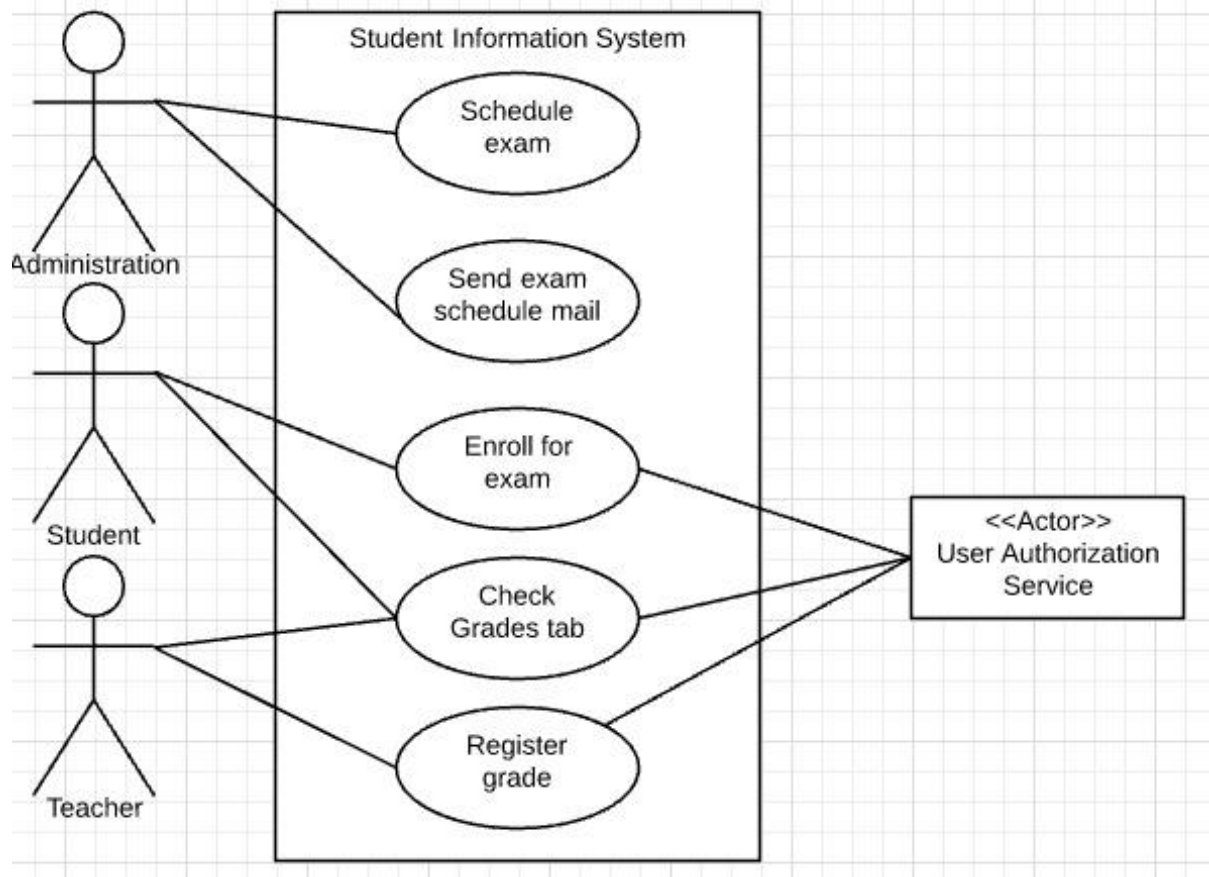 Student Information System
Schedule
exam
Administration
Send exam
schedule mail
Student
Enroll for
exam
<<Actor>>
User Authorization
Service
Check
Grades tab
Teacher
Register
grade